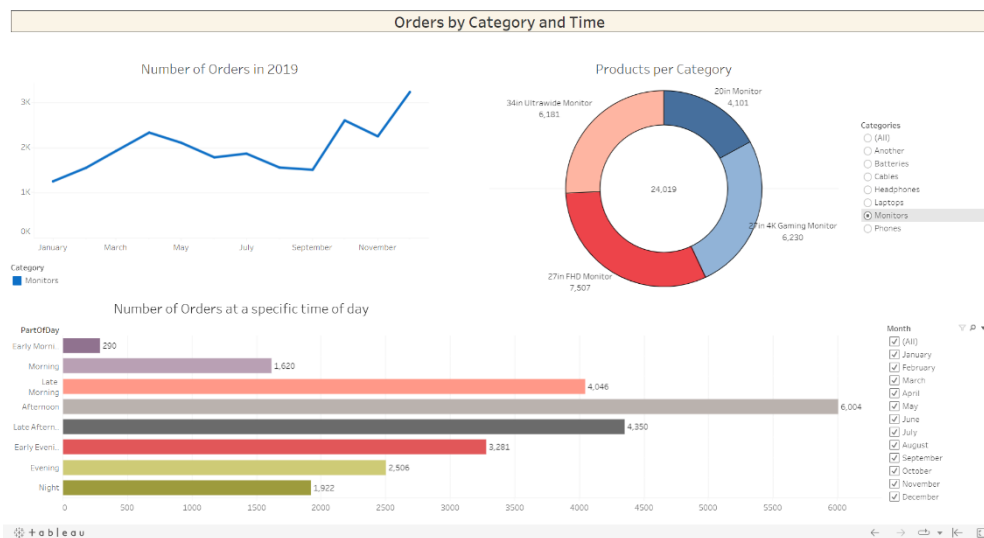 Orders by Category and Time
Number of Orders in 2019
3K
2K
1K
0K
January March May July September November
Category
Monitors
Products per Category
34in Ultrawide Monitor
6,181
20in Monitor
4,101
24,019
27in 4K Gaming Monitor
6,230
27in FHD Monitor
7,507
Categories
(All)
Another
Batteries
Cables
Headphones
Laptops
Monitors
Phones
Number of Orders at a specific time of day
PartOfDay
Early Morni.. 290
Morning 1,620
Late
Morning 4,046
Afternoon 6,004
Late Aftern.. 4,350
Early Eveni.. 3,281
Evening 2,506
Night 1,922
0 500 1000 1500 2000 2500 3000 3500 4000 4500 5000 5500 6000
Month
(All)
January
February
March
April
May
June
July
August
September
October
November
December
+ableau